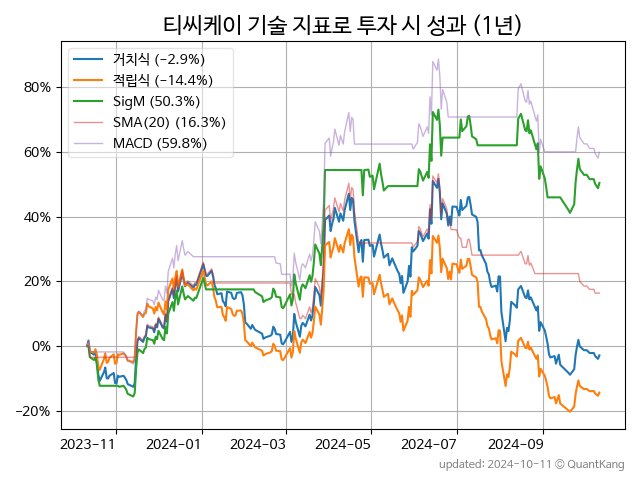 티씨케이 기술 지표로 투자 시 성과 (1년)
거치식 (−2.9%)
적립식 (−14.4%)
SigM (50.3%)
SMA(20) (16.3%)
MACD (59.8%)
80%
60%
40%
20%
0%
−20%
2023-11
2024-01
2024-03
2024-05
2024-07
2024-09
updated: 2024-10-11 © QuantKang